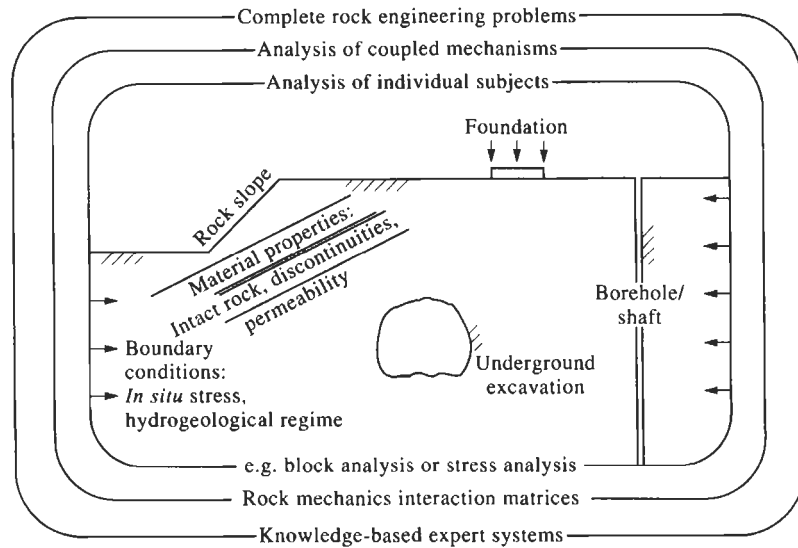 Complete rock engineering problems
Analysis of coupled mechanisms
Analysis of individual subjects
Foundation
Rock slope
Material properties:
Intact rock, discontinuities,
permeability
Borehole/
shaft
Boundary
conditions:
In situ stress,
hydrogeological regime
Underground
excavation
e.g. block analysis or stress analysis
Rock mechanics interaction matrices
Knowledge-based expert systems